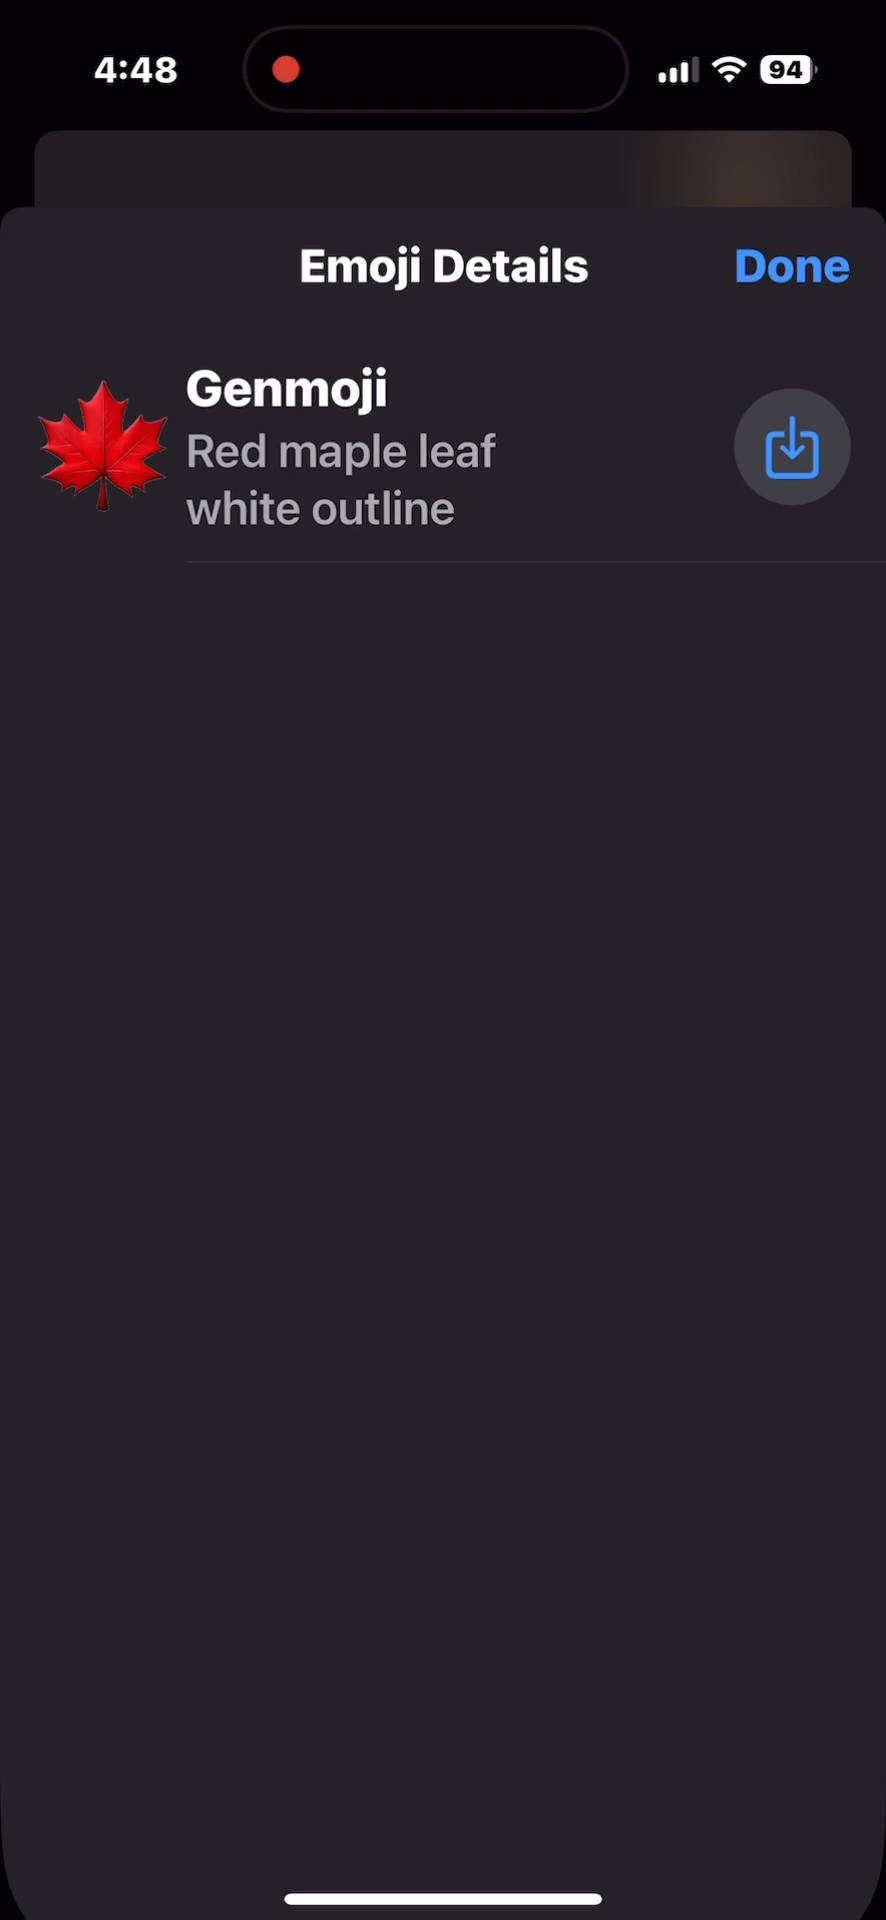 4:48
94
Emoji Details
Done
Genmoji
Red maple leaf
white outline